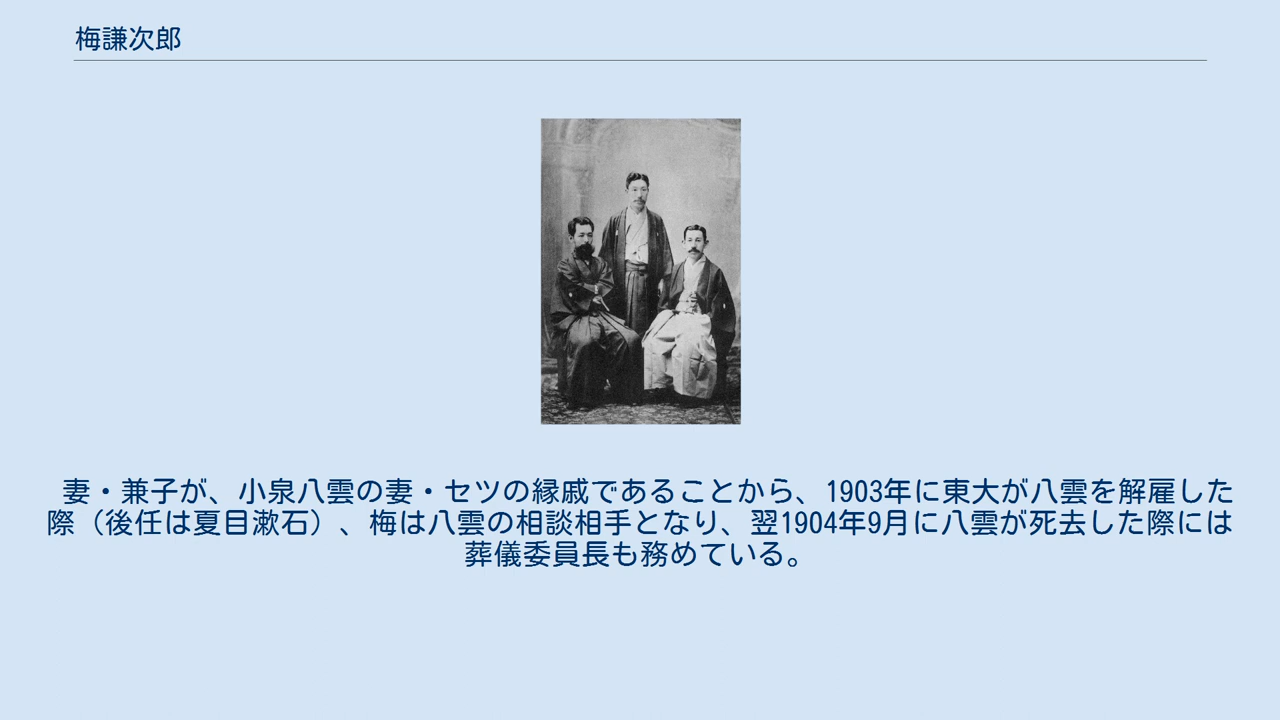 梅謙次郎
妻・兼子が、小泉八雲の妻・セツの縁戚であることから、1903年に東大が八雲を解雇した
際（後任は夏目漱石）、梅は八雲の相談相手となり、翌1904年9月に八雲が死去した際には
葬儀委員長も務めている。